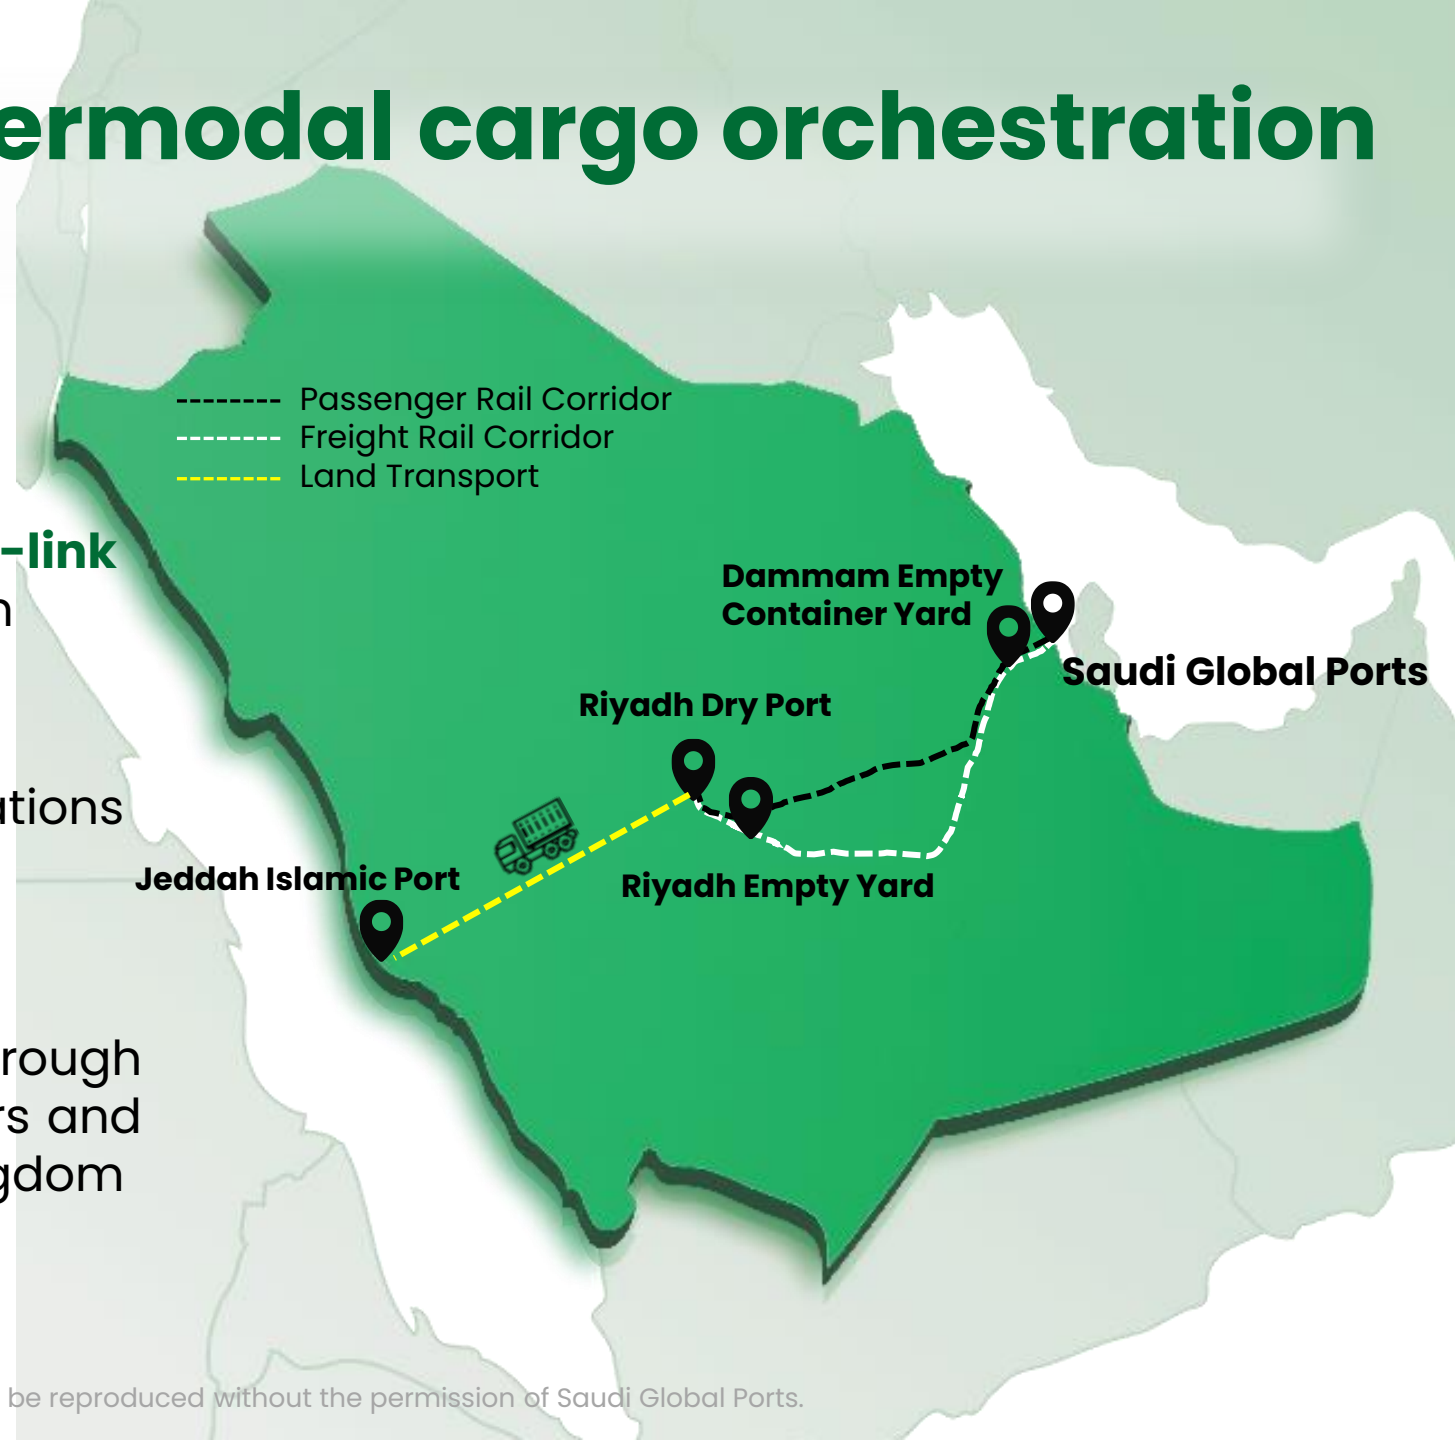 ermodal cargo orchestration
Passenger Rail Corridor
Freight Rail Corridor
Land Transport
-link
n
Dammam Empty
Container Yard
Saudi Global Ports
Riyadh Dry Port
ations
Jeddah Islamic Port
Riyadh Empty Yard
rough
rs and
gdom
be reproduced without the permission of Saudi Global Ports.